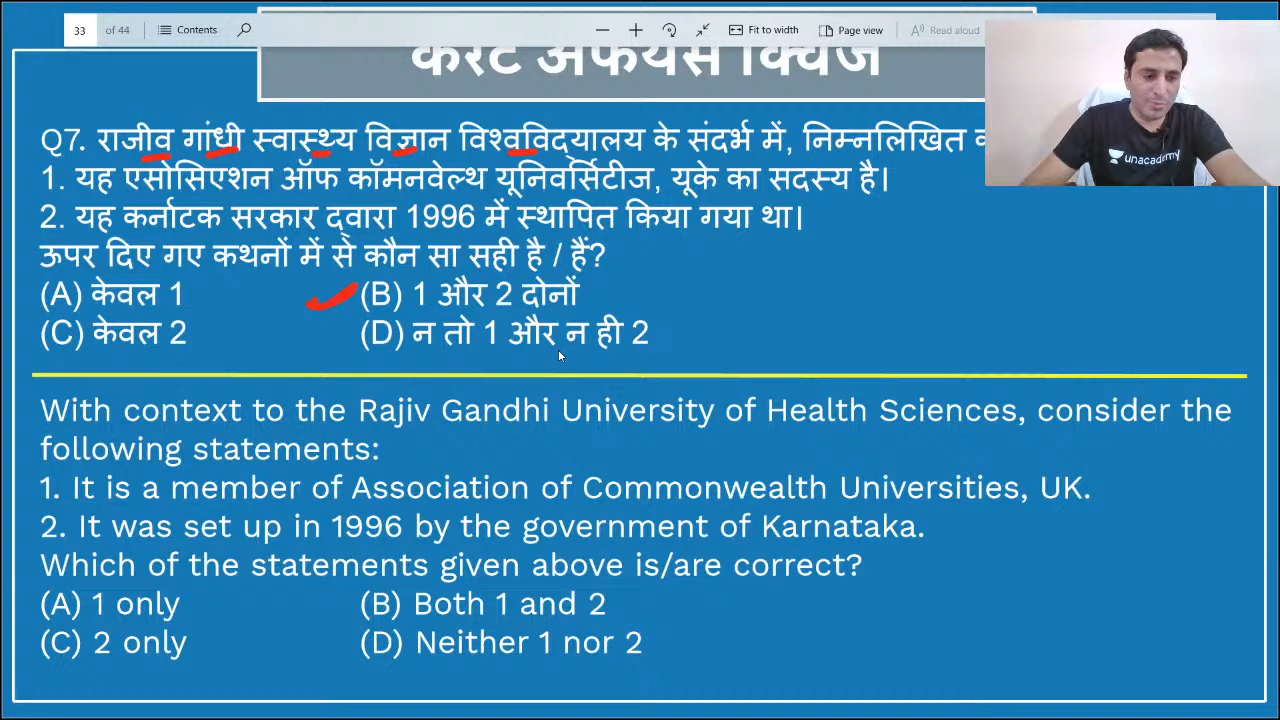 33 of 44 Contents Fit to width Page view Read aloud
करेंट अफेयर्स क्विज
Q7. राजीव गांधी स्वास्थ्य विज्ञान विश्वविद्यालय के संदर्भ में, निम्नलिखित
1. यह एसोसिएशन ऑफ कॉमनवेल्थ यूनिवर्सिटीज, यूके का सदस्य है।
2. यह कर्नाटक सरकार द्वारा 1996 में स्थापित किया गया था।
ऊपर दिए गए कथनों में से कौन सा सही है / हैं?
(A) केवल 1 (B) 1 और 2 दोनों
(C) केवल 2 (D) न तो 1 और न ही 2
With context to the Rajiv Gandhi University of Health Sciences, consider the
following statements:
1. It is a member of Association of Commonwealth Universities, UK.
2. It was set up in 1996 by the government of Karnataka.
Which of the statements given above is/are correct?
(A) 1 only (B) Both 1 and 2
(C) 2 only (D) Neither 1 nor 2
unacademy